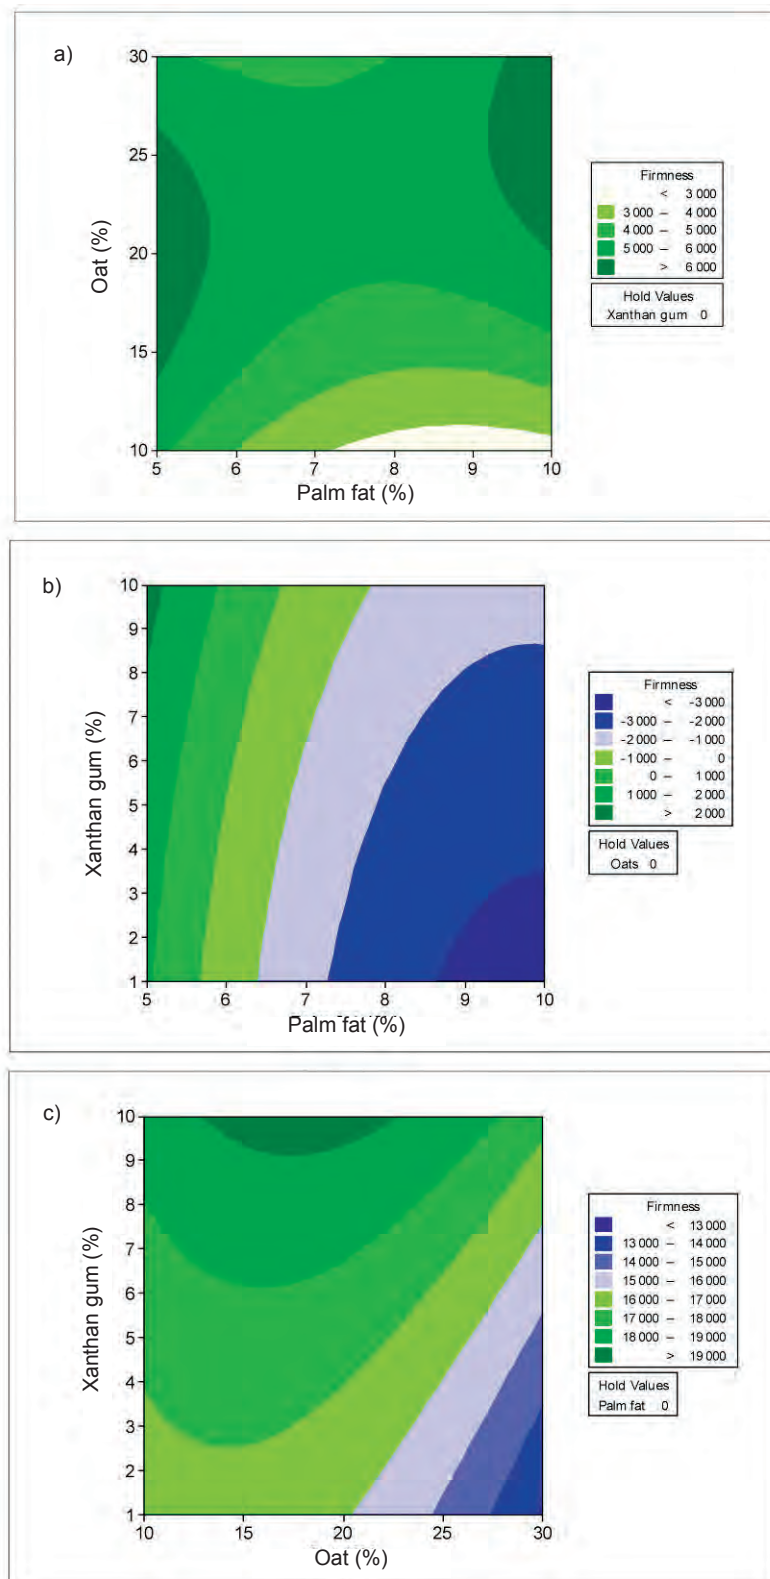 a)
30
25
20
15
10
Oat (%)
5 6 7 8 9 10
Palm fat (%)
Firmness
< 3 000
3 000 – 4 000
4 000 – 5 000
5 000 – 6 000
> 6 000
Hold Values
Xanthan gum 0
b)
10
9
8
7
6
5
4
3
2
1
Xanthan gum (%)
5 6 7 8 9 10
Palm fat (%)
Firmness
< -3 000
-3 000 – -2 000
-2 000 – -1 000
-1 000 – 0
0 – 1 000
1 000 – 2 000
> 2 000
Hold Values
Oats 0
c)
10
9
8
7
6
5
4
3
2
1
Xanthan gum (%)
10 15 20 25 30
Oat (%)
Firmness
< 13 000
13 000 – 14 000
14 000 – 15 000
15 000 – 16 000
16 000 – 17 000
17 000 – 18 000
18 000 – 19 000
> 19 000
Hold Values
Palm fat 0